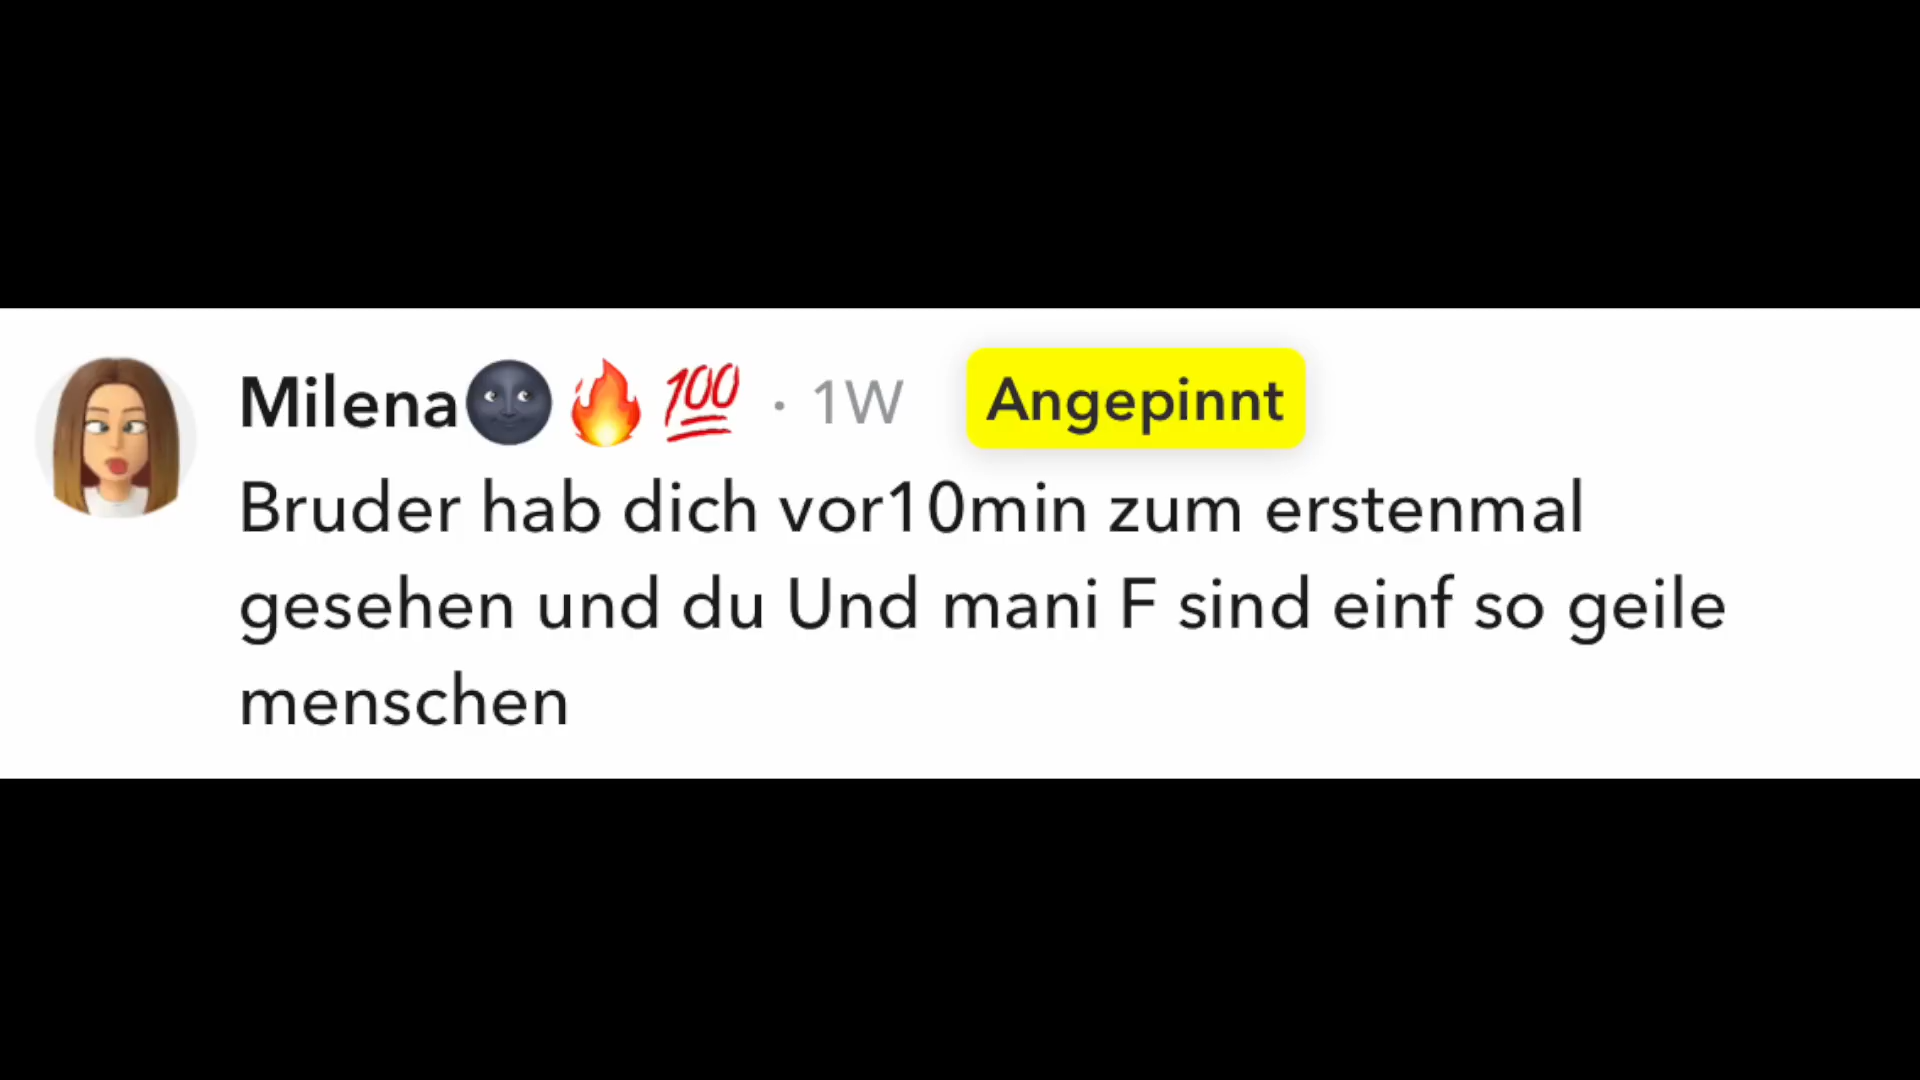 Milena🌚🔥💯 · 1W Angepinnt
Bruder hab dich vor10min zum erstenmal
gesehen und du Und mani F sind einf so geile
menschen